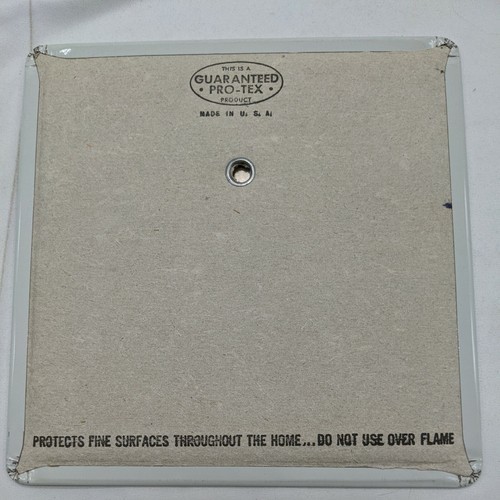 THIS IS A
GUARANTEED
• PRO-TEX •
PRODUCT
MADE IN U. S. A.
PROTECTS FINE SURFACES THROUGHOUT THE HOME...DO NOT USE OVER FLAME